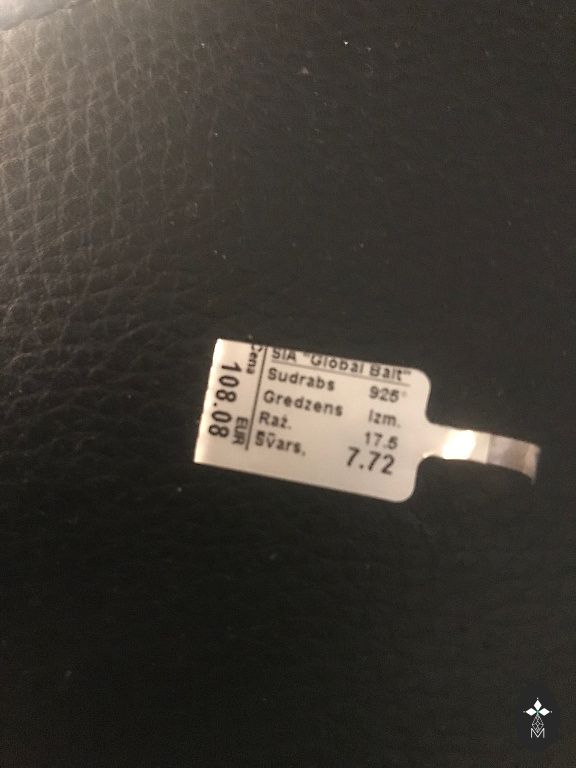 SIA "Global Balt"
Sudrabs 925°
Gredzens Izm.
Raž. 17.5
Svars, 7.72
Cena
108.08 EUR
M